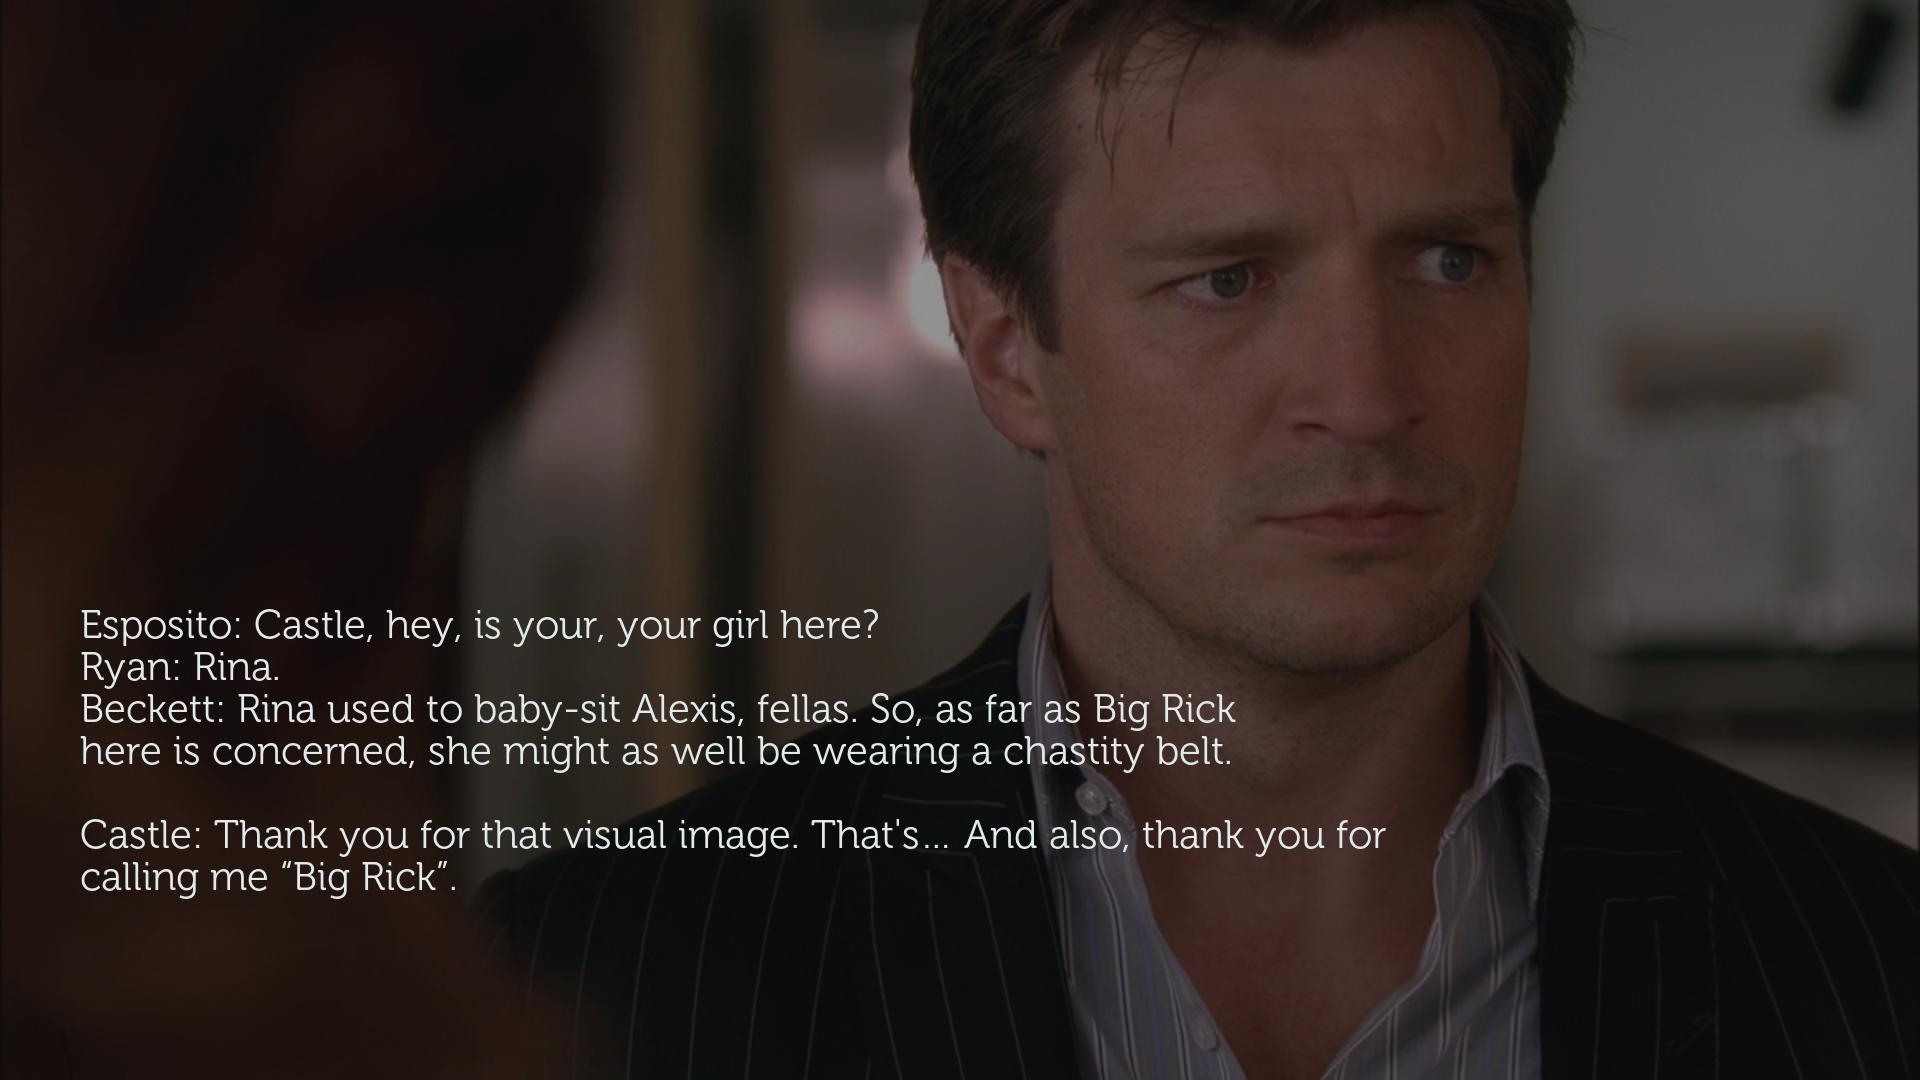 Esposito: Castle, hey, is your, your girl here?
Ryan: Rina.
Beckett: Rina used to baby-sit Alexis, fellas. So, as far as Big Rick
here is concerned, she might as well be wearing a chastity belt.
Castle: Thank you for that visual image. That's... And also, thank you for
calling me “Big Rick”.